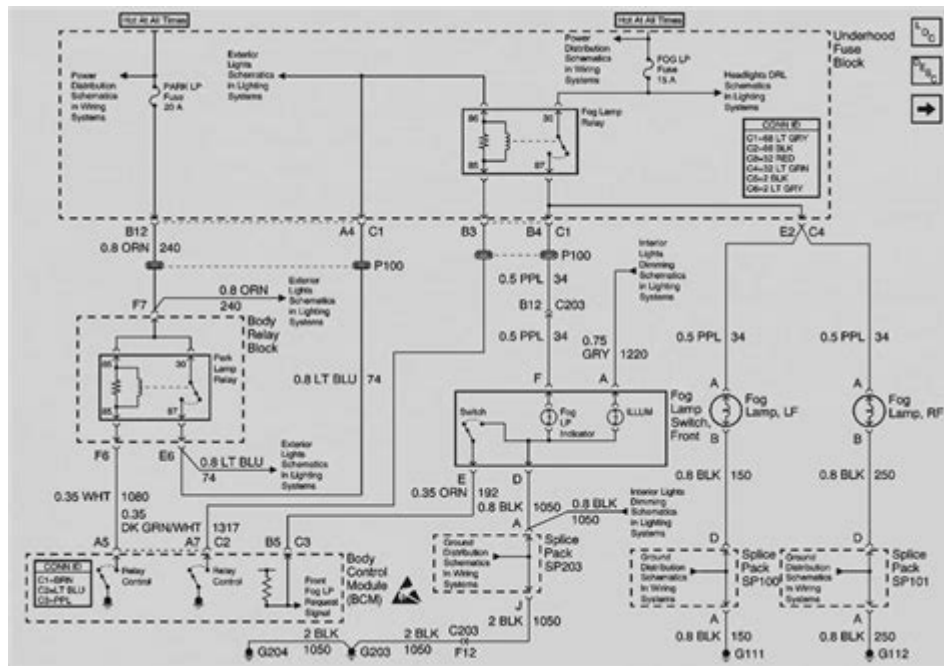 Hot At All Times
Hot At All Times
Underhood
Fuse
Block
L O C
D E S C
Power
Distribution
Schematics
in Wiring
Systems
PARK LP
Fuse
20 A
Exterior
Lights
Schematics
in Lighting
Systems
Power
Distribution
Schematics
in Wiring
Systems
FOG LP
Fuse
15 A
Headlights DRL
Schematics
in Lighting
Systems
Fog Lamp
Relay
86
30
85
87
CONN ID
C1=68 LT GRY
C2=68 BLK
C3=32 RED
C4=32 LT GRN
C5=2 BLK
C6=2 LT GRY
B12
A4
C1
B3
B4
C1
E2
C4
0.8 ORN
240
P100
P100
0.5 PPL
34
Interior
Lights
Dimming
Schematics
in Lighting
Systems
F7
0.8 ORN
240
Exterior
Lights
Schematics
in Lighting
Systems
B12
C203
Body
Relay
Block
Park
Lamp
Relay
30
85
87
0.8 LT BLU
74
0.5 PPL
34
0.75
GRY
1220
0.5 PPL
34
0.5 PPL
34
F
A
Switch
Fog
LP
Indicator
ILLUM
Fog
Lamp
Switch,
Front
A
Fog
Lamp, LF
B
A
Fog
Lamp, RF
B
F6
E6
0.8 LT BLU
74
Exterior
Lights
Schematics
in Lighting
Systems
E
D
0.35 WHT
1080
0.35
DK GRN/WHT
1317
0.35 ORN
192
0.8 BLK
1050
0.8 BLK
1050
Interior Lights
Dimming
Schematics
in Lighting
Systems
0.8 BLK
150
0.8 BLK
250
A5
A7
C2
B5
C3
A
D
D
CONN ID
C1=BRN
C2=LT BLU
C3=PPL
Relay
Control
Relay
Control
Front
Fog LP
Request
Signal
Body
Control
Module
(BCM)
Ground
Distribution
Schematics
in Wiring
Systems
Splice
Pack
SP203
Ground
Distribution
Schematics
in Wiring
Systems
Splice
Pack
SP100
Ground
Distribution
Schematics
in Wiring
Systems
Splice
Pack
SP101
J
A
A
2 BLK
1050
G204
2 BLK
1050
G203
2 BLK
1050
C203
F12
0.8 BLK
150
G111
0.8 BLK
250
G112